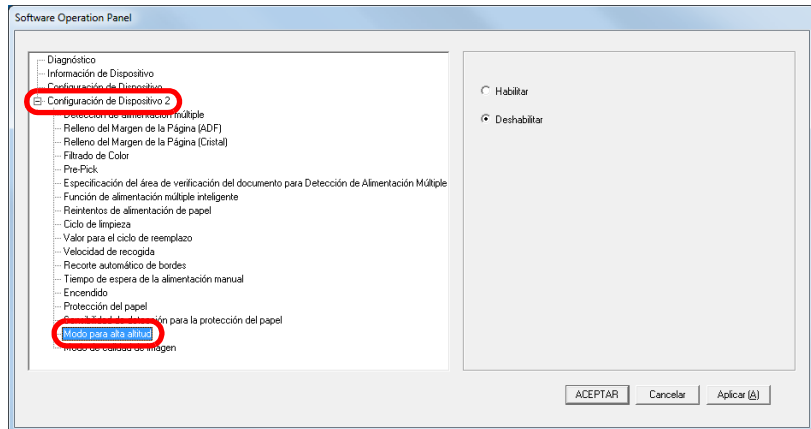 Software Operation Panel
Diagnóstico
Información de Dispositivo
Configuración de Dispositivo
Configuración de Dispositivo 2
Detección de alimentación múltiple
Relleno del Margen de la Página (ADF)
Relleno del Margen de la Página (Cristal)
Filtrado de Color
Pre-Pick
Especificación del área de verificación del documento para Detección de Alimentación Múltiple
Función de alimentación múltiple inteligente
Reintentos de alimentación de papel
Ciclo de limpieza
Valor para el ciclo de reemplazo
Velocidad de recogida
Recorte automático de bordes
Tiempo de espera de la alimentación manual
Encendido
Protección del papel
Sensibilidad de detección para la protección del papel
Modo para alta altitud
Modo de calidad de imagen
Habilitar
Deshabilitar
ACEPTAR
Cancelar
Aplicar (A)